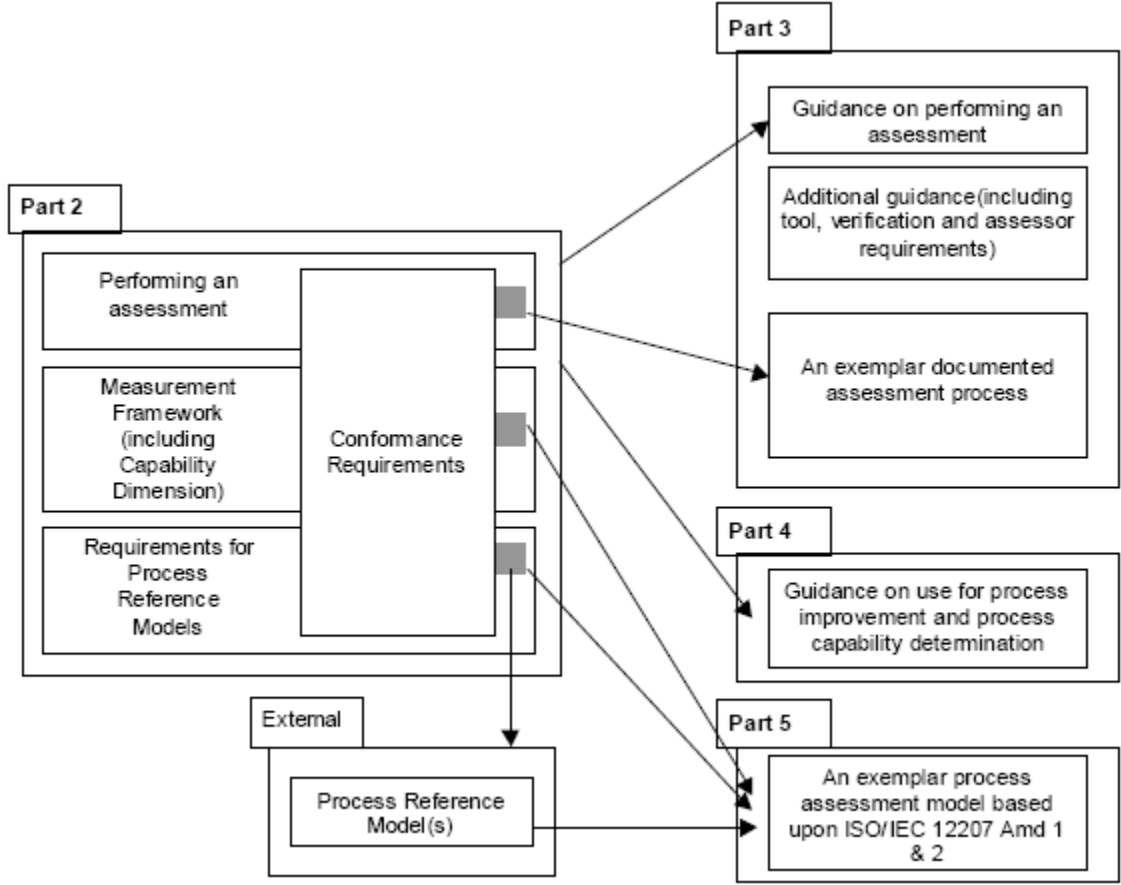 Part 3
Guidance on performing an
assessment
Additional guidance(including
tool, verification and assessor
requirements)
An exemplar documented
assessment process
Part 2
Performing an
assessment
Measurement
Framework
(including
Capability
Dimension)
Requirements for
Process
Reference
Models
Conformance
Requirements
Part 4
Guidance on use for process
improvement and process
capability determination
External
Process Reference
Model(s)
Part 5
An exemplar process
assessment model based
upon ISO/IEC 12207 Amd 1
& 2